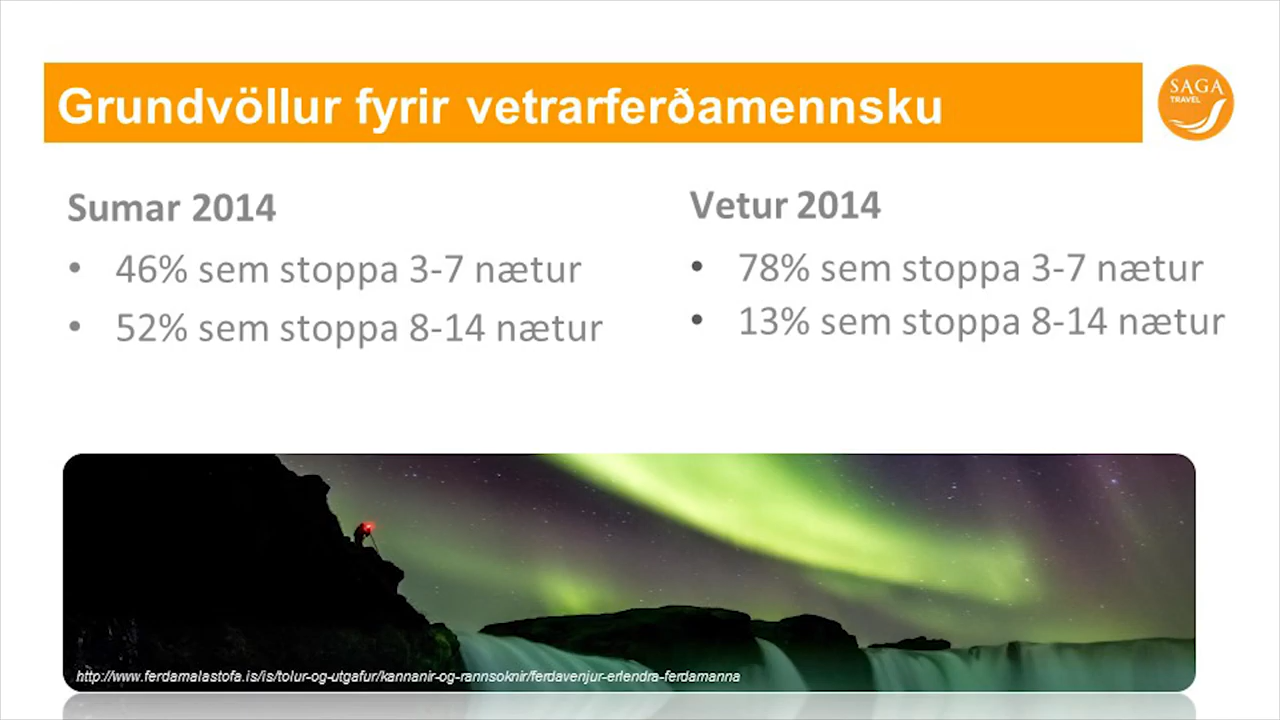 Grundvöllur fyrir vetrarferðamennsku
SAGA
TRAVEL
Sumar 2014
• 46% sem stoppa 3-7 nætur
• 52% sem stoppa 8-14 nætur
Vetur 2014
• 78% sem stoppa 3-7 nætur
• 13% sem stoppa 8-14 nætur
http://www.ferdamalastofa.is/is/tolur-og-utgafur/kannanir-og-rannsoknir/ferdavenjur-erlendra-ferdamanna